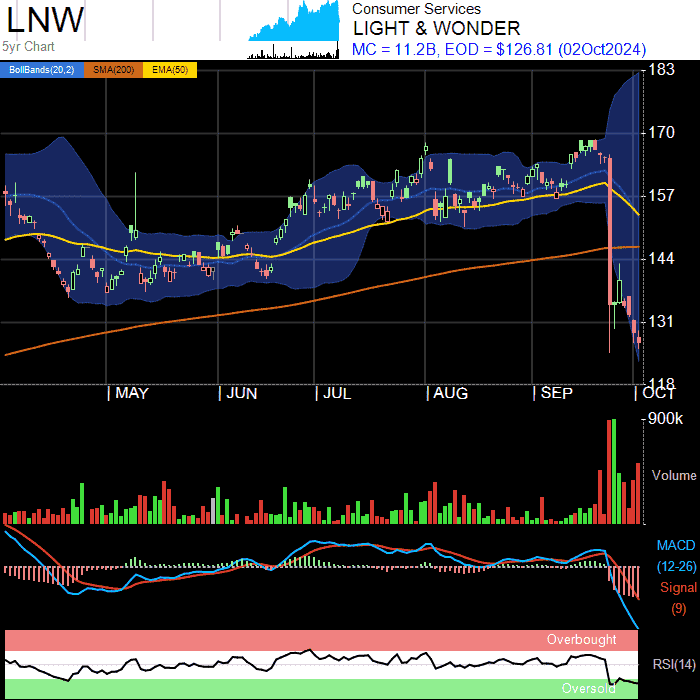 LNW
5yr Chart
Consumer Services
LIGHT & WONDER
MC = 11.2B, EOD = $126.81 (02Oct2024)
BollBands(20,2) SMA(200) EMA(50)
183
170
157
144
131
118
MAY JUN JUL AUG SEP OCT
900k
Volume
MACD
(12-26)
Signal
(9)
Overbought
RSI(14)
Oversold